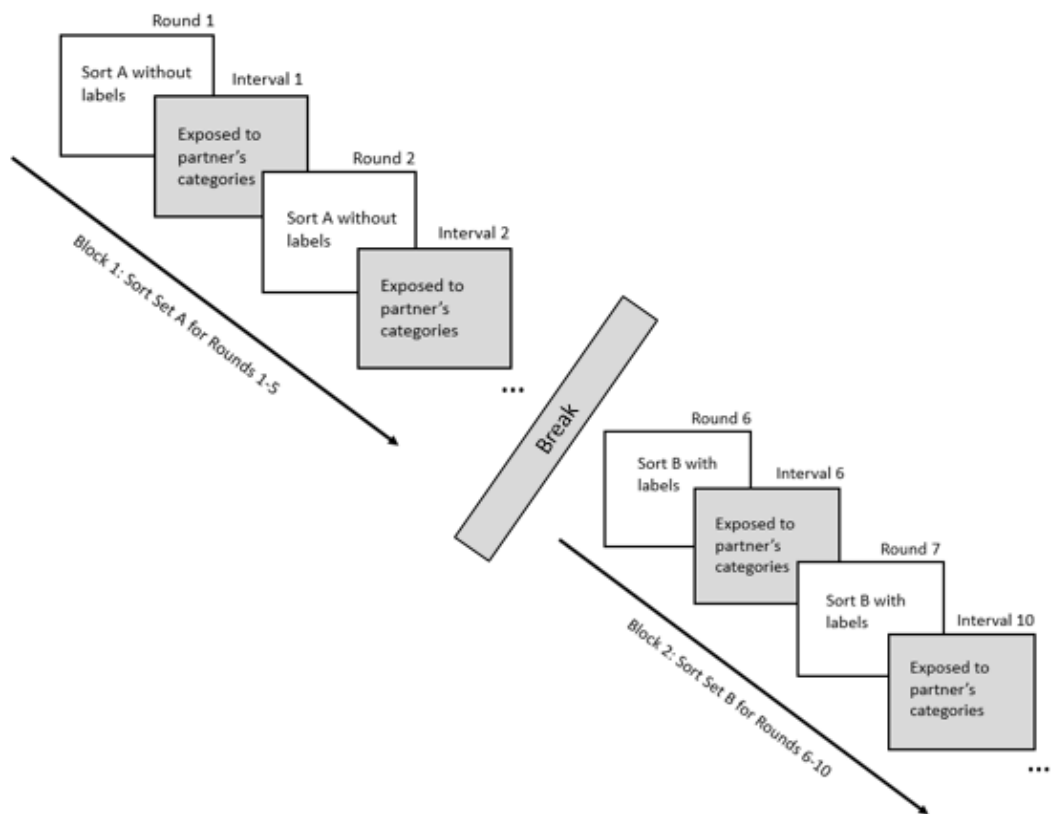 Round 1
Sort A without
labels
Interval 1
Exposed to
partner's
categories
Round 2
Sort A without
labels
Interval 2
Exposed to
partner's
categories
...
Block 1: Sort Set A for Rounds 1-5
Break
Round 6
Sort B with
labels
Interval 6
Exposed to
partner's
categories
Round 7
Sort B with
labels
Interval 10
Exposed to
partner's
categories
...
Block 2: Sort Set B for Rounds 6-10